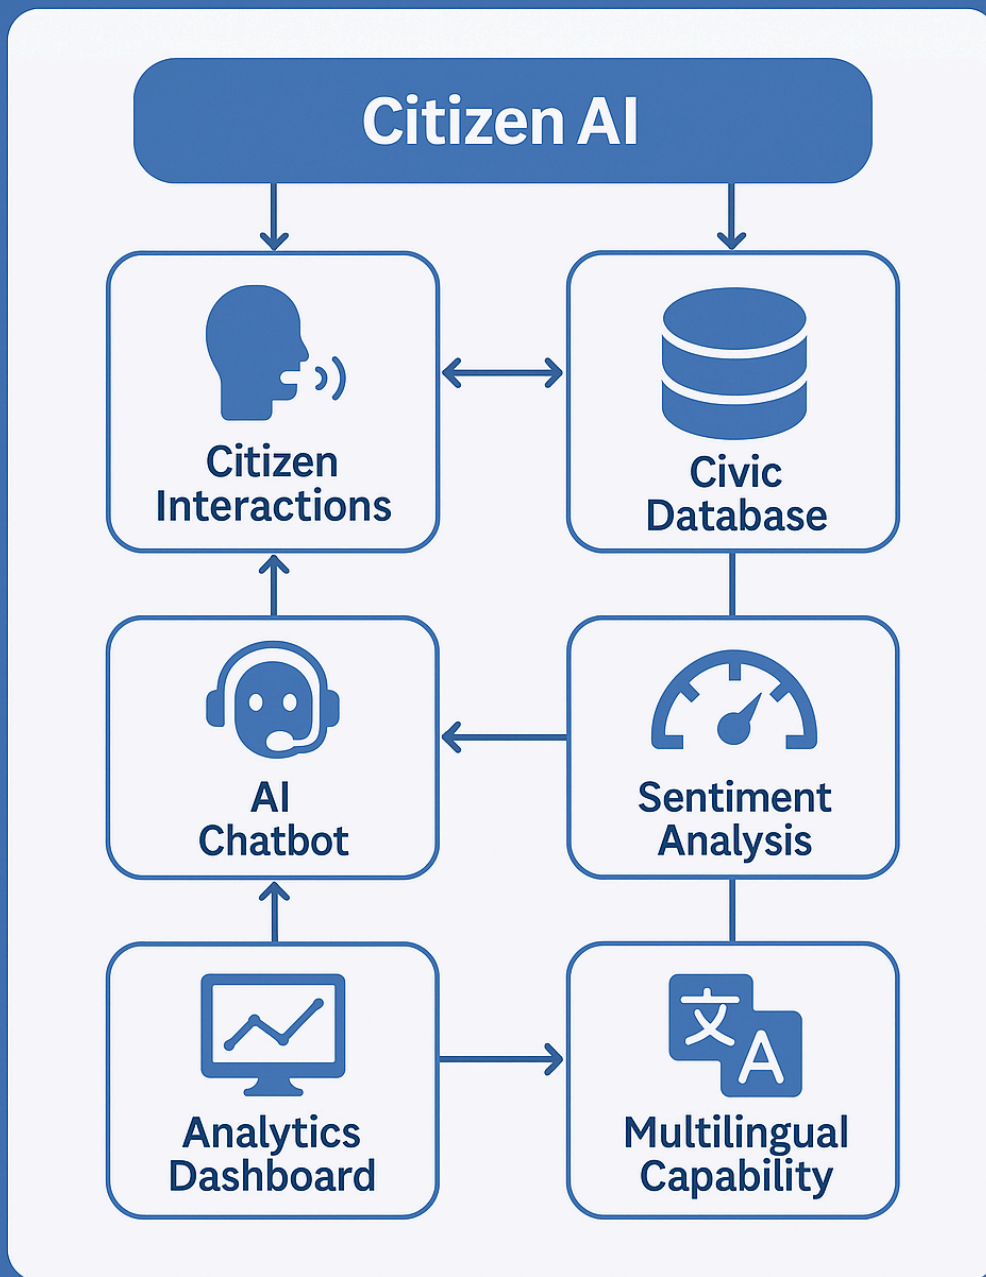 Citizen AI
Citizen
Interactions
Civic
Database
AI
Chatbot
Sentiment
Analysis
Analytics
Dashboard
文
A
Multilingual
Capability